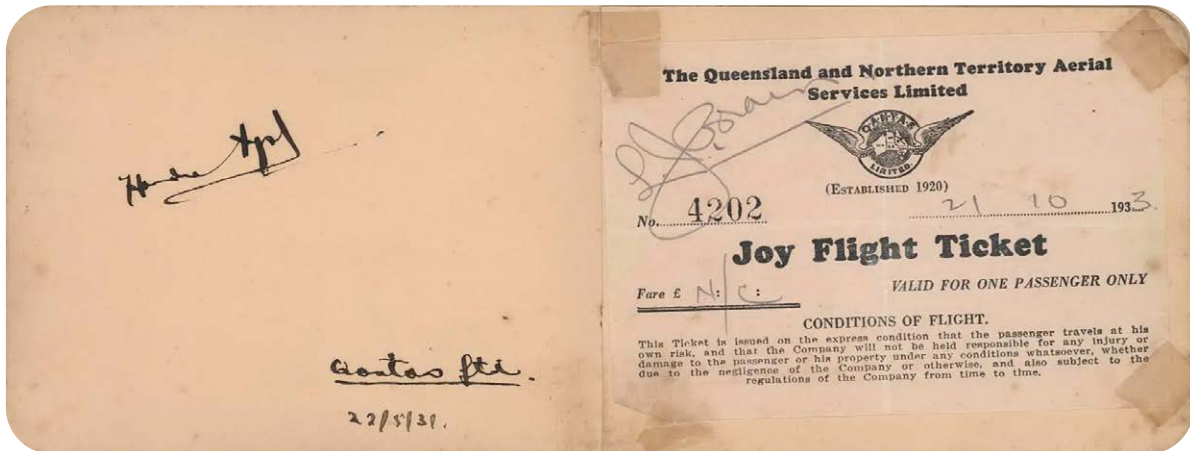 Qantas Ltd.
22/5/31.
The Queensland and Northern Territory Aerial
Services Limited
QANTAS
LIMITED.
(ESTABLISHED 1920)
No. 4202
21 10 1933.
Joy Flight Ticket
Fare £ N: C:
VALID FOR ONE PASSENGER ONLY
CONDITIONS OF FLIGHT.
This Ticket is issued on the express condition that the passenger travels at his
own risk, and that the Company will not be held responsible for any injury or
damage to the passenger or his property under any conditions whatsoever, whether
due to the negligence of the Company or otherwise, and also subject to the
regulations of the Company from time to time.